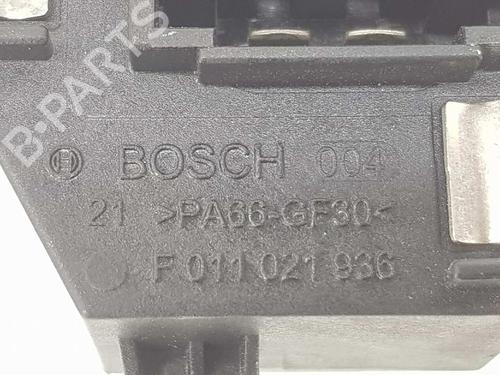 B-PARTS
BOSCH 004
21 >PA66-GF30<
F 011 021 936